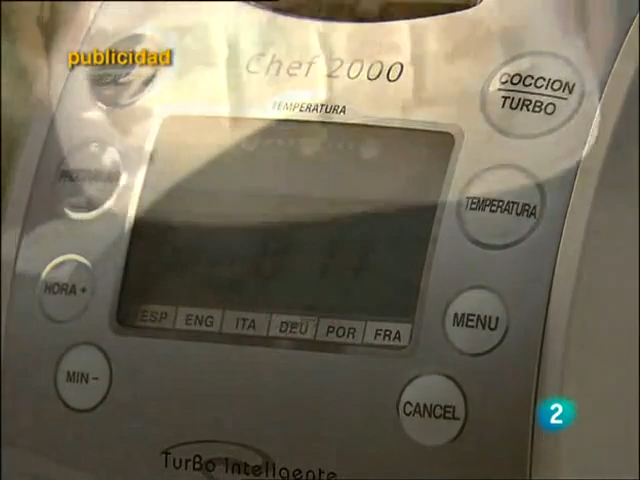 publicidad
Chef 2000
TEMPERATURA
COCCION
TURBO
TEMPERATURA
HORA +
ESP ENG ITA DEU POR FRA
MENU
MIN -
CANCEL
TurBo Inteligente
2